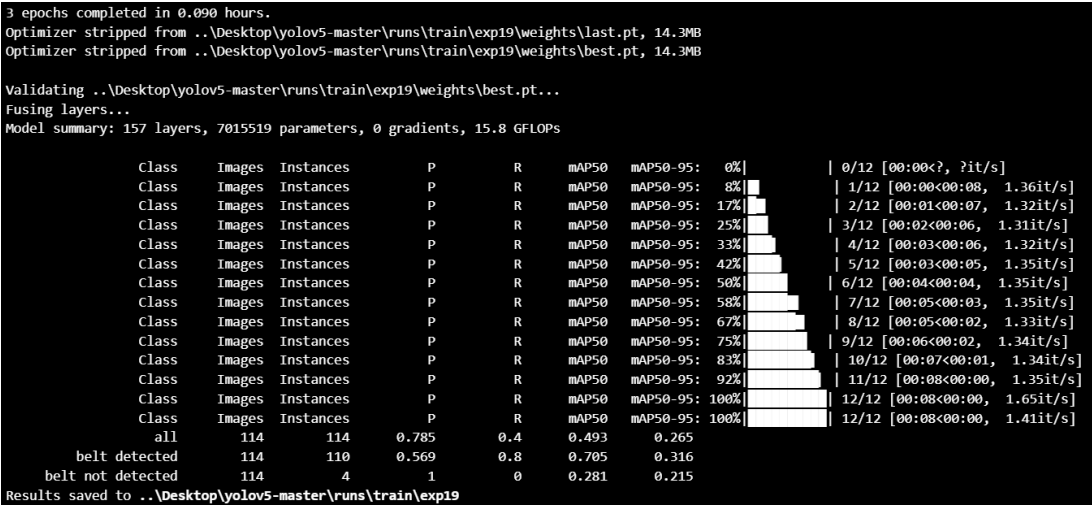 3 epochs completed in 0.090 hours.
Optimizer stripped from ..\Desktop\yolov5-master\runs\train\exp19\weights\last.pt, 14.3MB
Optimizer stripped from ..\Desktop\yolov5-master\runs\train\exp19\weights\best.pt, 14.3MB
Validating ..\Desktop\yolov5-master\runs\train\exp19\weights\best.pt...
Fusing layers...
Model summary: 157 layers, 7015519 parameters, 0 gradients, 15.8 GFLOPs
Class Images Instances P R mAP50 mAP50-95: 0%| | 0/12 [00:00<?, ?it/s]
Class Images Instances P R mAP50 mAP50-95: 8%| | 1/12 [00:00<00:08, 1.36it/s]
Class Images Instances P R mAP50 mAP50-95: 17%| | 2/12 [00:01<00:07, 1.32it/s]
Class Images Instances P R mAP50 mAP50-95: 25%| | 3/12 [00:02<00:06, 1.31it/s]
Class Images Instances P R mAP50 mAP50-95: 33%| | 4/12 [00:03<00:06, 1.32it/s]
Class Images Instances P R mAP50 mAP50-95: 42%| | 5/12 [00:03<00:05, 1.35it/s]
Class Images Instances P R mAP50 mAP50-95: 50%| | 6/12 [00:04<00:04, 1.35it/s]
Class Images Instances P R mAP50 mAP50-95: 58%| | 7/12 [00:05<00:03, 1.35it/s]
Class Images Instances P R mAP50 mAP50-95: 67%| | 8/12 [00:05<00:02, 1.33it/s]
Class Images Instances P R mAP50 mAP50-95: 75%| | 9/12 [00:06<00:02, 1.34it/s]
Class Images Instances P R mAP50 mAP50-95: 83%| | 10/12 [00:07<00:01, 1.34it/s]
Class Images Instances P R mAP50 mAP50-95: 92%| | 11/12 [00:08<00:00, 1.35it/s]
Class Images Instances P R mAP50 mAP50-95: 100%| | 12/12 [00:08<00:00, 1.65it/s]
Class Images Instances P R mAP50 mAP50-95: 100%| | 12/12 [00:08<00:00, 1.41it/s]
all 114 114 0.785 0.4 0.493 0.265
belt detected 114 110 0.569 0.8 0.705 0.316
belt not detected 114 4 1 0 0.281 0.215
Results saved to ..\Desktop\yolov5-master\runs\train\exp19